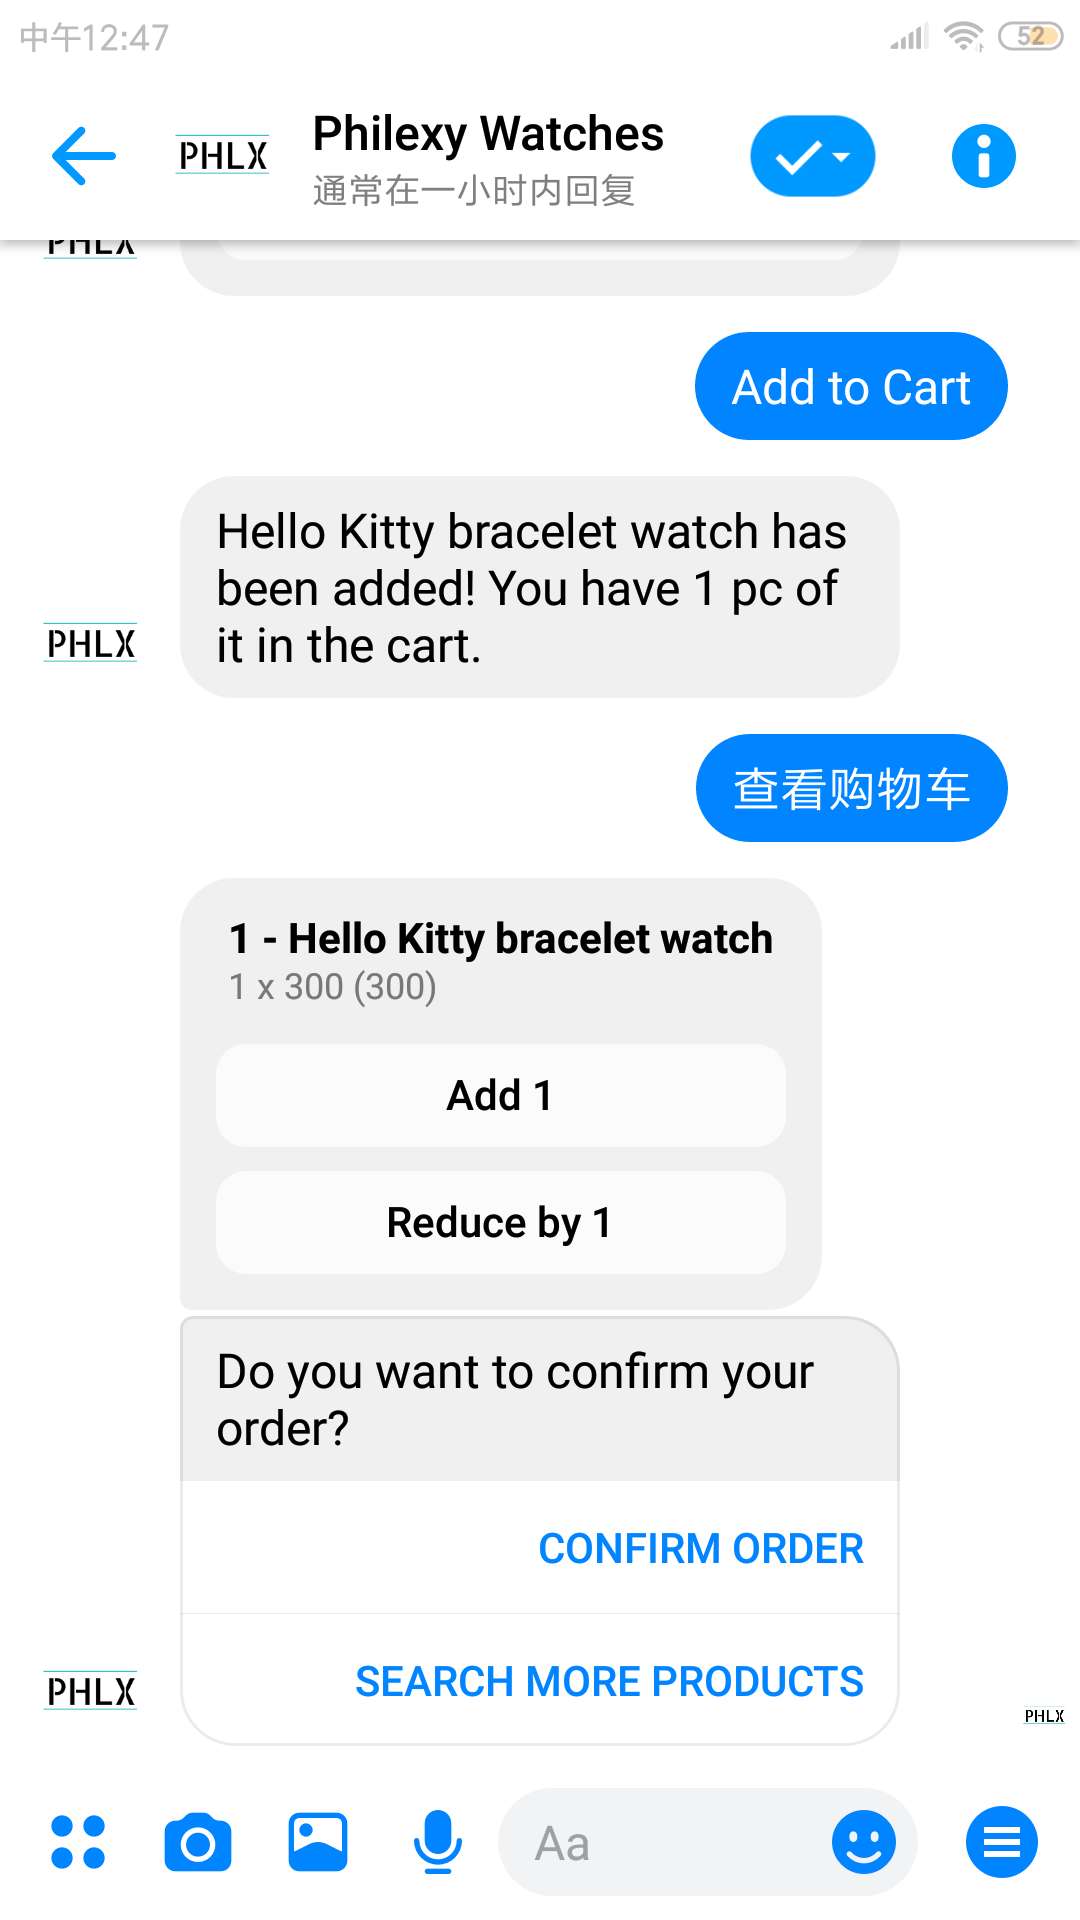 中午12:47
52
PHLX
Philexy Watches
通常在一小时内回复
PHLX
Add to Cart
Hello Kitty bracelet watch has
been added! You have 1 pc of
it in the cart.
PHLX
查看购物车
1 - Hello Kitty bracelet watch
1 x 300 (300)
Add 1
Reduce by 1
Do you want to confirm your
order?
CONFIRM ORDER
SEARCH MORE PRODUCTS
PHLX
PHLX
Aa